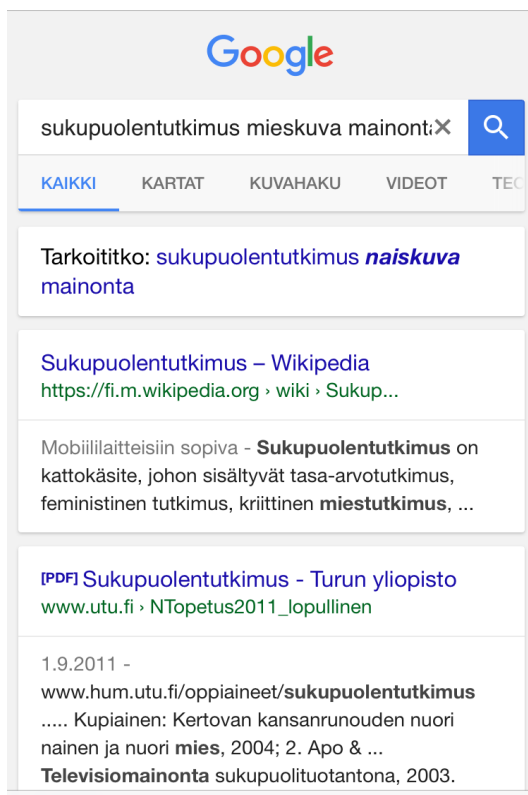 Google
sukupuolentutkimus mieskuva mainonta
KAIKKI KARTAT KUVAHAKU VIDEOT
Tarkoititko: sukupuolentutkimus naiskuva
mainonta
Sukupuolentutkimus – Wikipedia
https://fi.m.wikipedia.org › wiki › Sukup...
Mobiililaitteisiin sopiva - Sukupuolentutkimus on
kattokäsite, johon sisältyvät tasa-arvotutkimus,
feministinen tutkimus, kriittinen miestutkimus, ...
[PDF] Sukupuolentutkimus - Turun yliopisto
www.utu.fi › NTopetus2011_lopullinen
1.9.2011 -
www.hum.utu.fi/oppiaineet/sukupuolentutkimus
..... Kupiainen: Kertovan kansanrunouden nuori
nainen ja nuori mies, 2004; 2. Apo & ...
Televisiomainonta sukupuolituotantona, 2003.